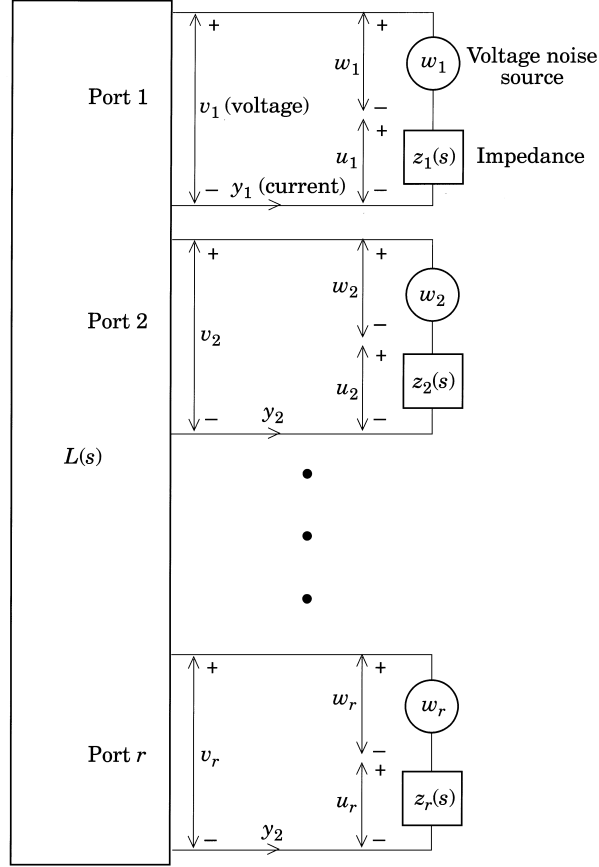 +
+
w₁
w₁
Voltage noise
source
Port 1
v₁ (voltage)
−
+
u₁
z₁(s)
Impedance
−
y₁ (current)
−
+
+
w₂
w₂
Port 2
v₂
−
+
u₂
z₂(s)
−
y₂
−
L(s)
+
+
wᵣ
wᵣ
Port r
vᵣ
−
+
uᵣ
zᵣ(s)
−
y₂
−